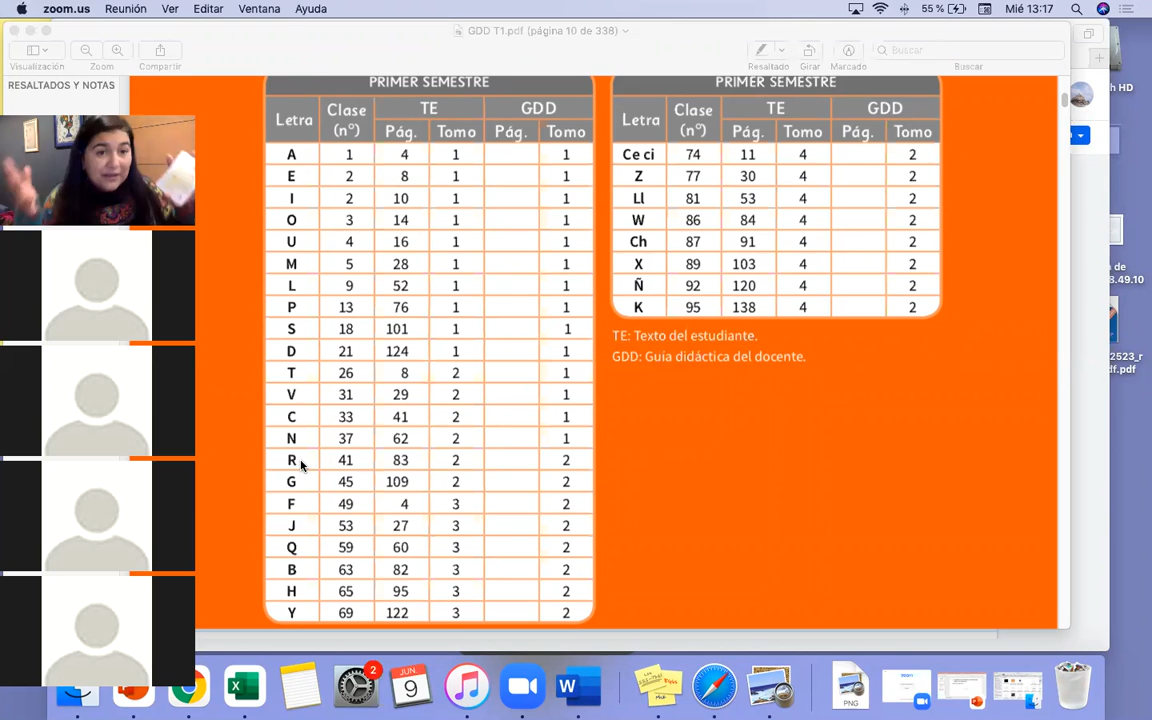 zoom.us Reunión Ver Editar Ventana Ayuda 55 % Mié 13:17
GDD T1.pdf (página 10 de 338)
Visualización Zoom Compartir Resaltado Girar Marcado Buscar
Buscar
RESALTADOS Y NOTAS
PRIMER SEMESTRE
Letra Clase (nº) TE GDD
Pág. Tomo Pág. Tomo
A 1 4 1 1
E 2 8 1 1
I 2 10 1 1
O 3 14 1 1
U 4 16 1 1
M 5 28 1 1
L 9 52 1 1
P 13 76 1 1
S 18 101 1 1
D 21 124 1 1
T 26 8 2 1
V 31 29 2 1
C 33 41 2 1
N 37 62 2 1
R 41 83 2 2
G 45 109 2 2
F 49 4 3 2
J 53 27 3 2
Q 59 60 3 2
B 63 82 3 2
H 65 95 3 2
Y 69 122 3 2
PRIMER SEMESTRE
Letra Clase (nº) TE GDD
Pág. Tomo Pág. Tomo
Ce ci 74 11 4 2
Z 77 30 4 2
Ll 81 53 4 2
W 86 84 4 2
Ch 87 91 4 2
X 89 103 4 2
Ñ 92 120 4 2
K 95 138 4 2
TE: Texto del estudiante.
GDD: Guia didáctica del docente.
h HD
a de
8.49.10
2523_r
df.pdf
2
JUN.
9
W
PNG